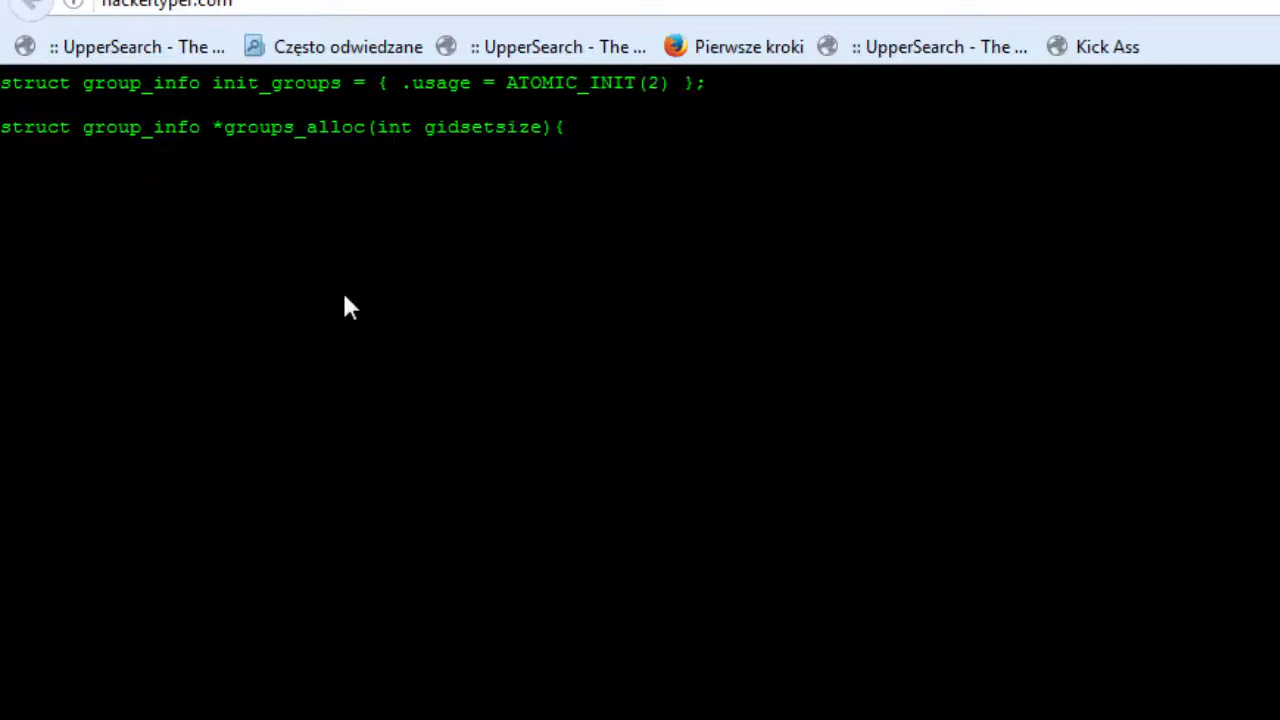 hackertyper.com
:: UpperSearch - The ... Często odwiedzane :: UpperSearch - The ... Pierwsze kroki :: UpperSearch - The ... Kick Ass
struct group_info init_groups = { .usage = ATOMIC_INIT(2) };
struct group_info *groups_alloc(int gidsetsize){